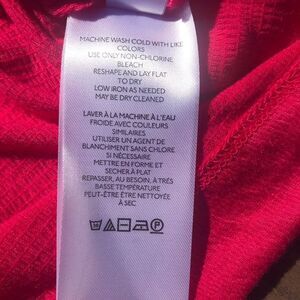 MACHINE WASH COLD WITH LIKE
COLORS
USE ONLY NON-CHLORINE
BLEACH
RESHAPE AND LAY FLAT
TO DRY
LOW IRON AS NEEDED
MAY BE DRY CLEANED
LAVER À LA MACHINE À L'EAU
FROIDE AVEC COULEURS
SIMILAIRES
UTILISER UN AGENT DE
BLANCHIMENT SANS CHLORE
SI NÉCESSAIRE
METTRE EN FORME ET
SÉCHER À PLAT
REPASSER, AU BESOIN, À TRÈS
BASSE TEMPÉRATURE
PEUT-ÊTRE ÊTRE NETTOYÉ
À SEC